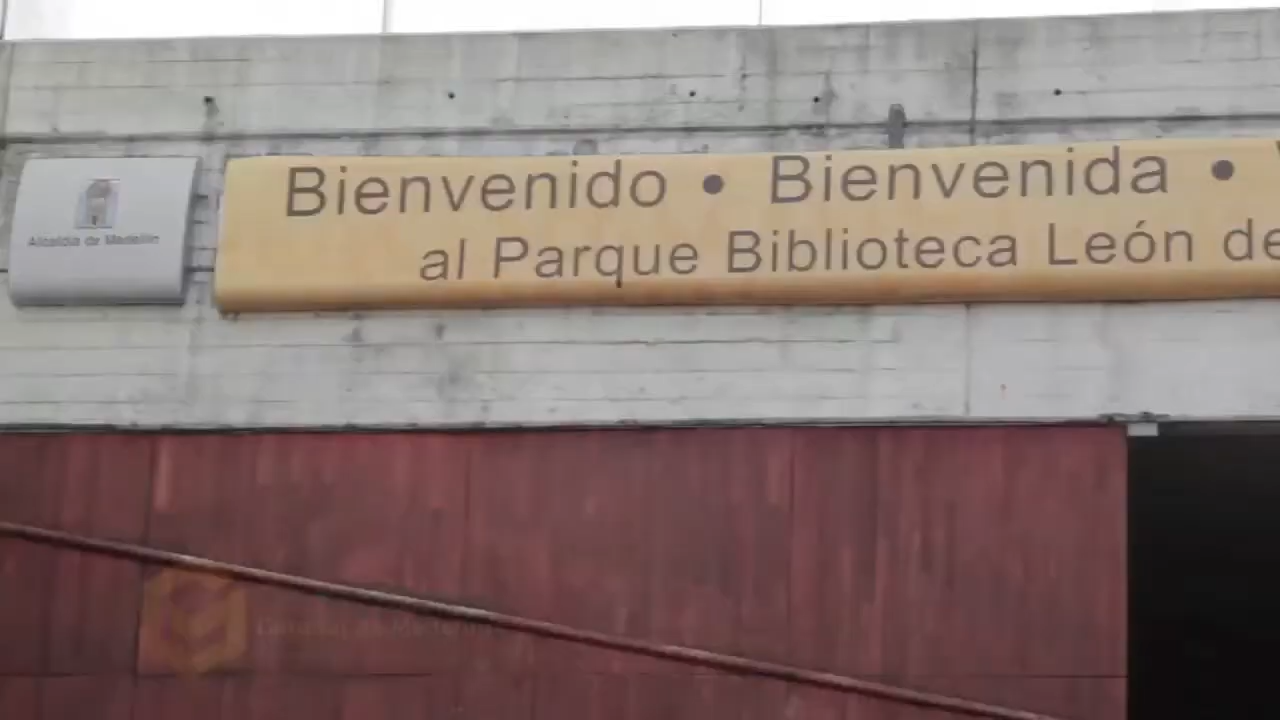 Alcaldía de Medellín
Bienvenido • Bienvenida •
al Parque Biblioteca León de